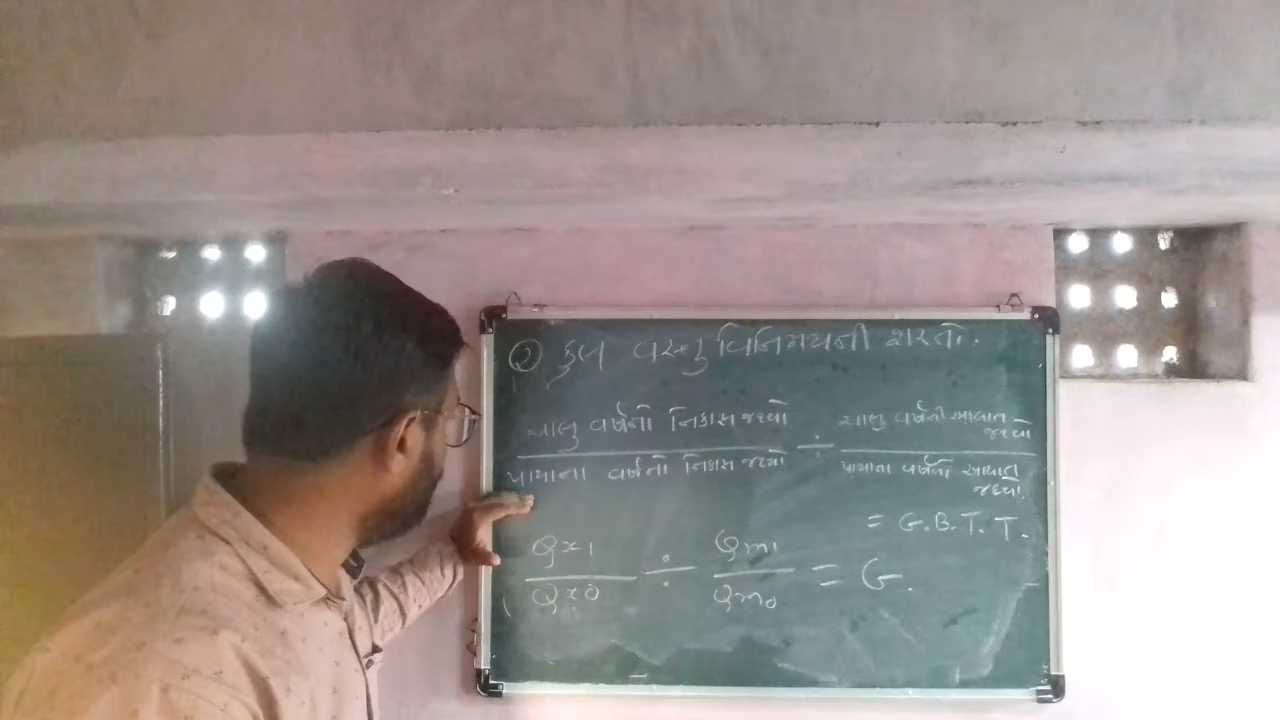 ૨ કુલ વસ્તુ વિનિમયની શરતો.
ચાલુ વર્ષનો નિકાસ જથ્થો ÷ ચાલુ વર્ષની આયાત જથ્થો
પાયાના વર્ષનો નિકાસ જથ્થો પાયાના વર્ષની આયાત જથ્થો
= G.B.T.T.
Qx1 ÷ Qm1 = G.
Qx0 Qm0